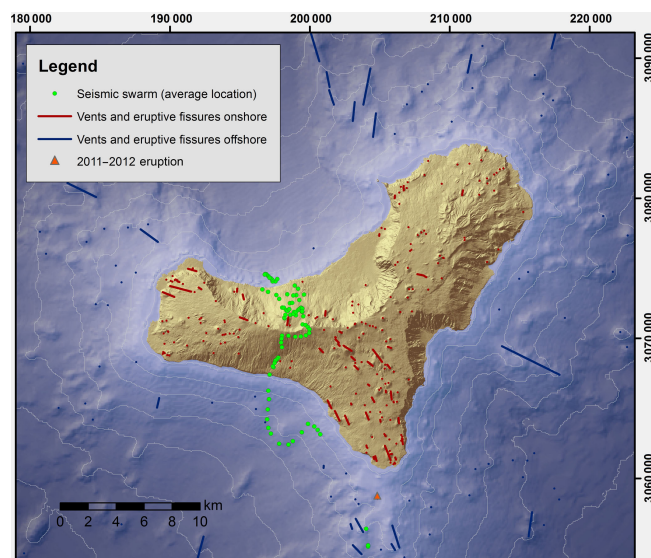 180 000 190 000 200 000 210 000 220 000
3 090 000
Legend
Seismic swarm (average location)
Vents and eruptive fissures onshore
Vents and eruptive fissures offshore
2011–2012 eruption
3 080 000
3 070 000
3 060 000
km
0 2 4 6 8 10